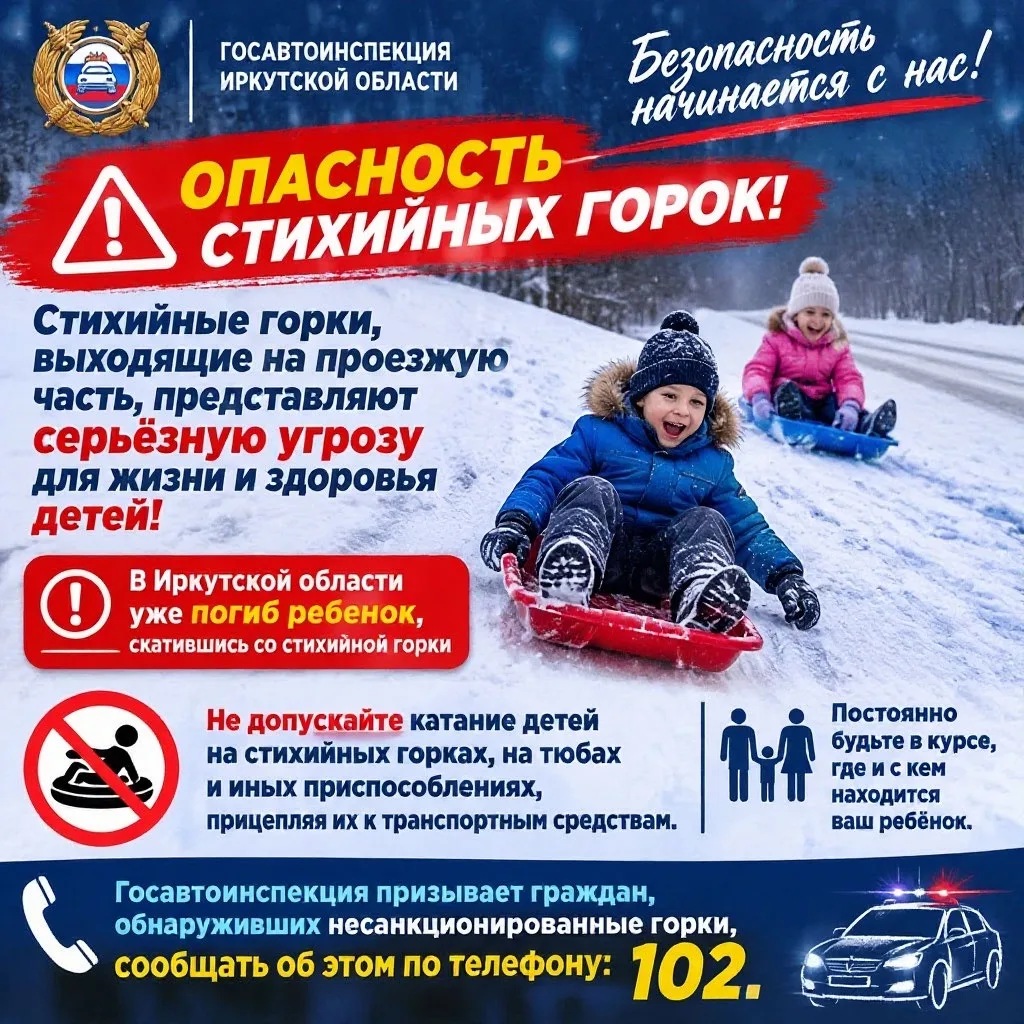 ГОСАВТОИНСПЕКЦИЯ
ИРКУТСКОЙ ОБЛАСТИ
Безопасность
начинается с нас!
ОПАСНОСТЬ
СТИХИЙНЫХ ГОРОК!
Стихийные горки,
выходящие на проезжую
часть, представляют
серьёзную угрозу
для жизни и здоровья
детей!
В Иркутской области
уже погиб ребенок,
скатившись со стихийной горки
Не допускайте катание детей
на стихийных горках, на тюбах
и иных приспособлениях,
прицепляя их к транспортным средствам.
Постоянно
будьте в курсе,
где и с кем
находится
ваш ребёнок.
Госавтоинспекция призывает граждан,
обнаруживших несанкционированные горки,
сообщать об этом по телефону: 102.